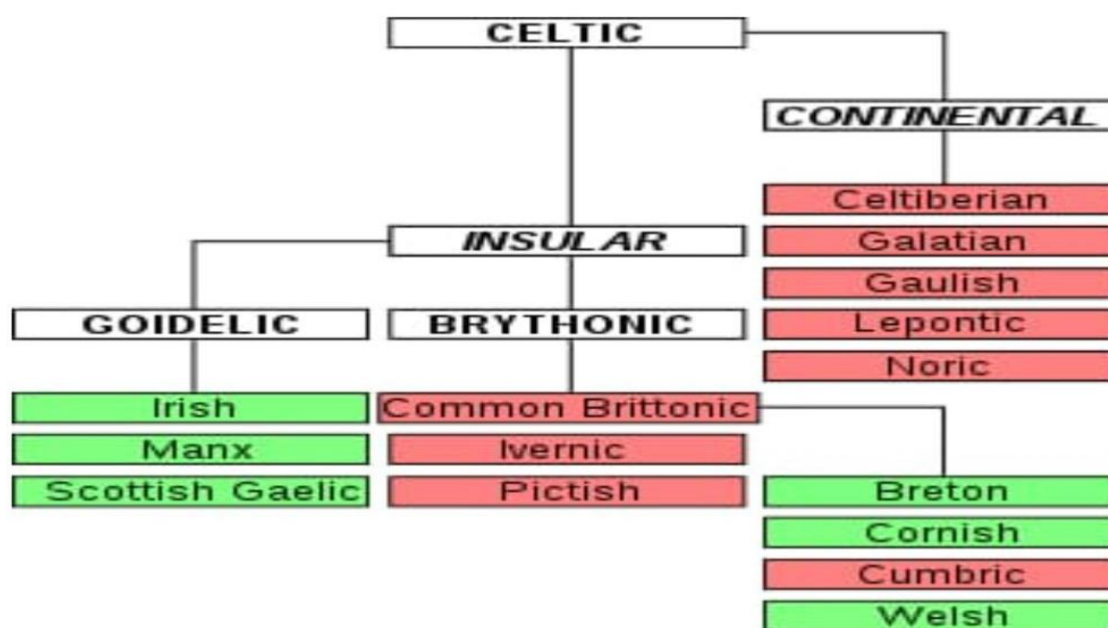 CELTIC
CONTINENTAL
Celtiberian
INSULAR
Galatian
Gaulish
GOIDELIC
BRYTHONIC
Lepontic
Noric
Irish
Common Brittonic
Manx
Ivernic
Scottish Gaelic
Pictish
Breton
Cornish
Cumbric
Welsh